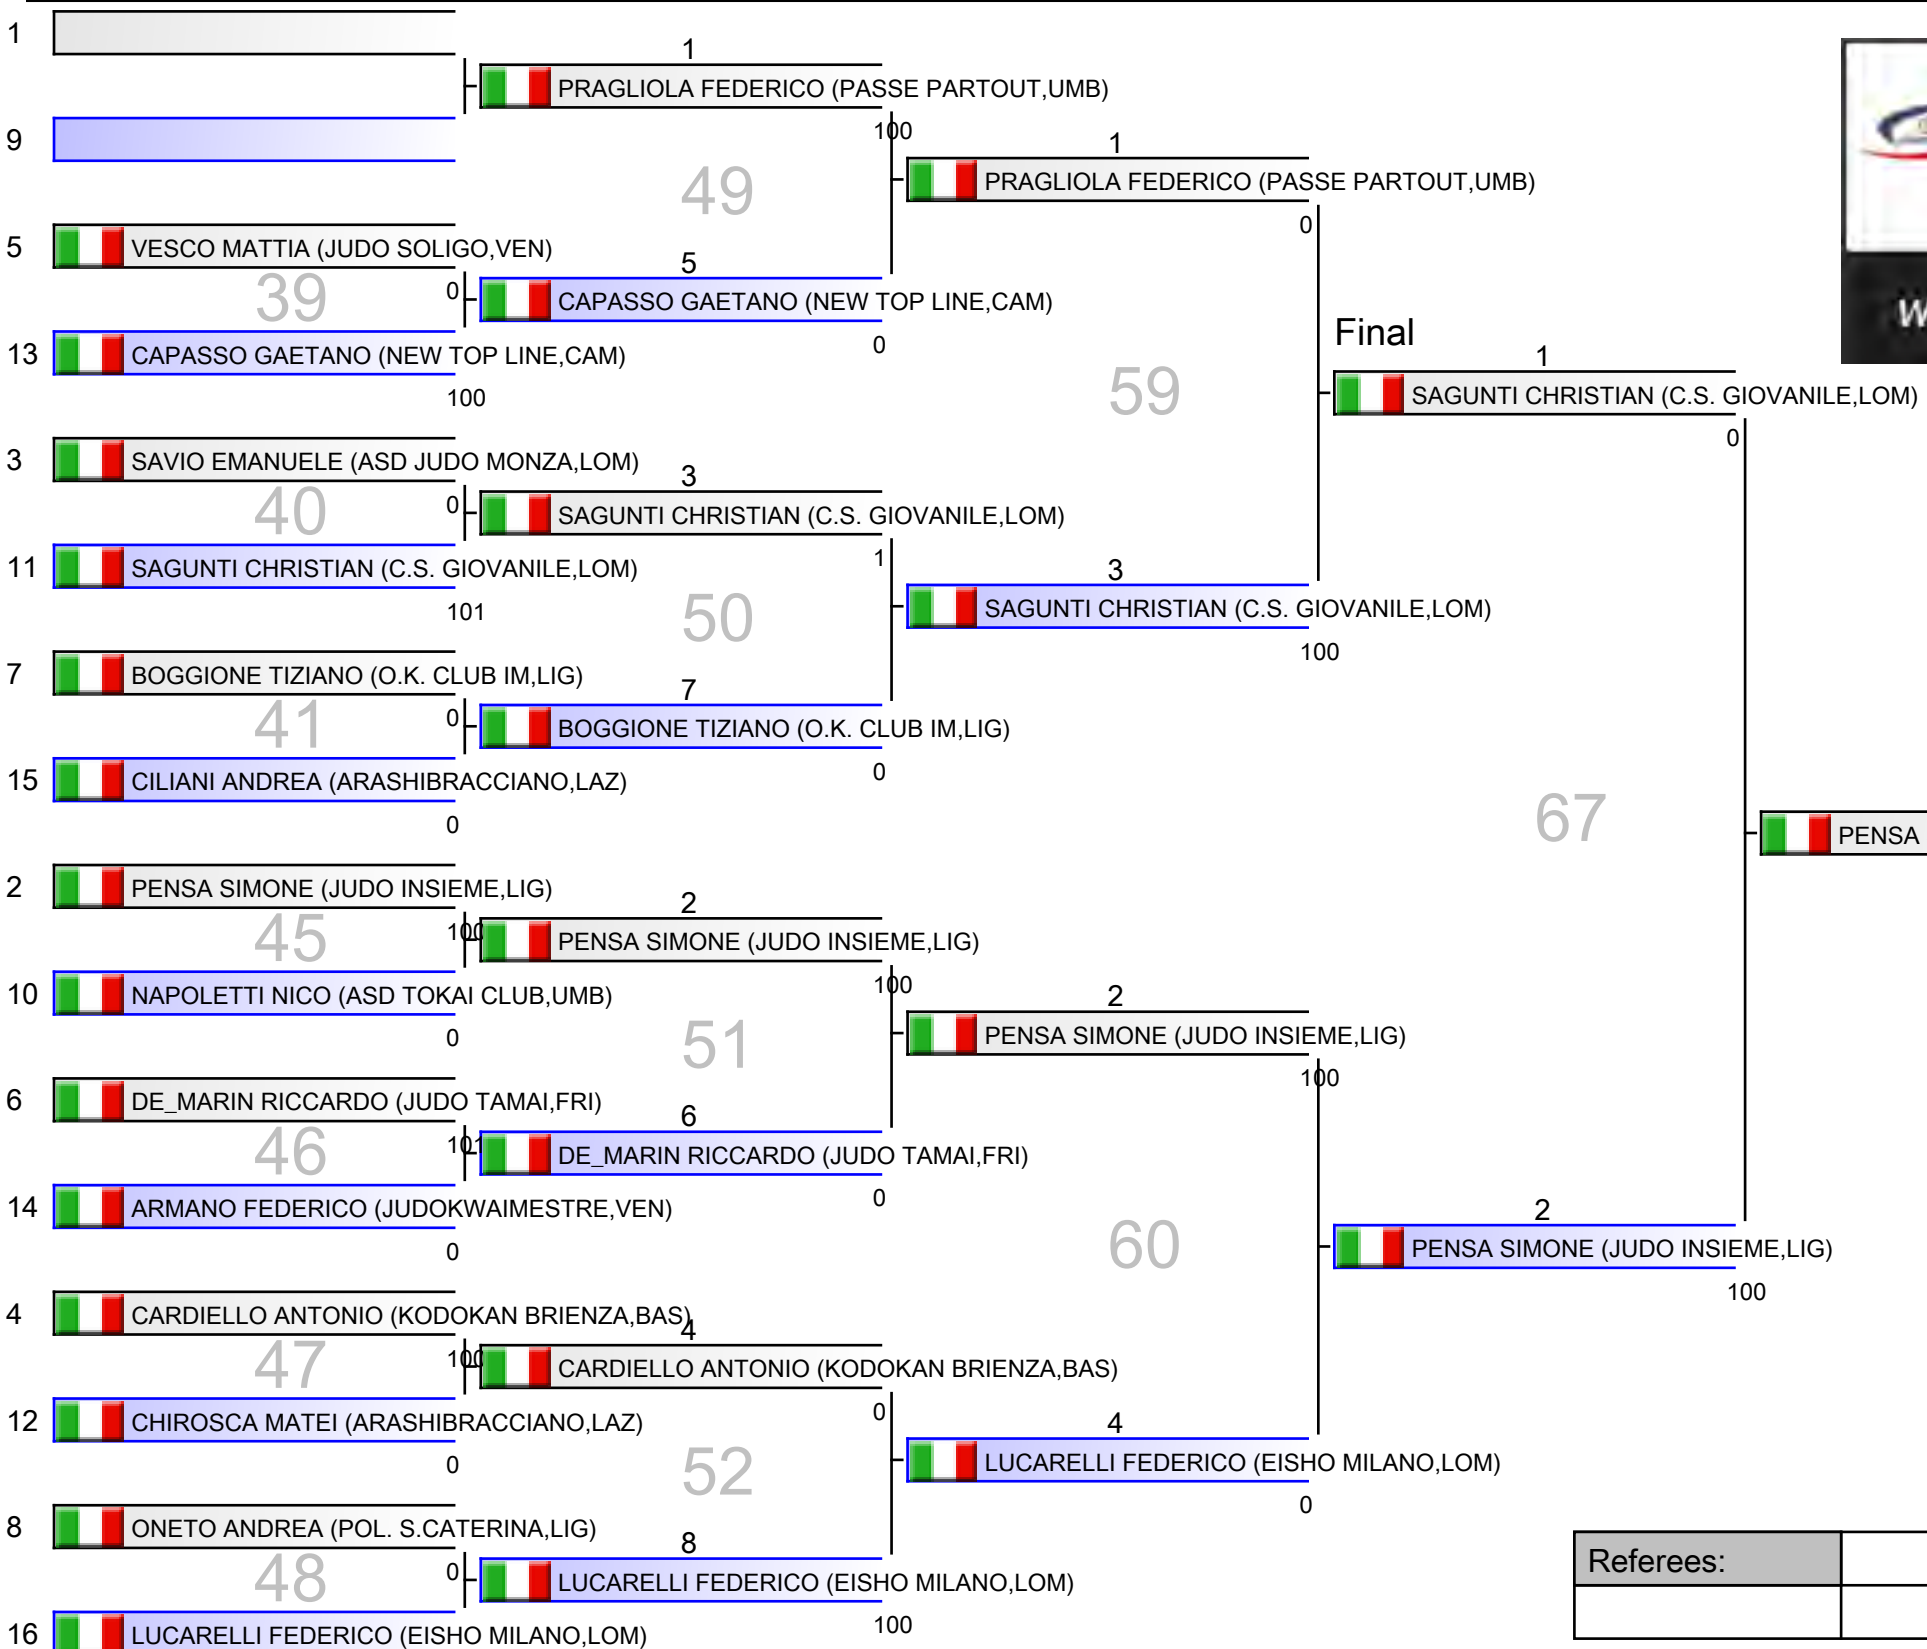 1
1
PRAGLIOLA FEDERICO (PASSE PARTOUT,UMB)
9
100
1
49
PRAGLIOLA FEDERICO (PASSE PARTOUT,UMB)
0
5
VESCO MATTIA (JUDO SOLIGO,VEN)
5
39
0
CAPASSO GAETANO (NEW TOP LINE,CAM)
Final
13
CAPASSO GAETANO (NEW TOP LINE,CAM)
0
1
100
59
SAGUNTI CHRISTIAN (C.S. GIOVANILE,LOM)
0
3
SAVIO EMANUELE (ASD JUDO MONZA,LOM)
3
40
0
SAGUNTI CHRISTIAN (C.S. GIOVANILE,LOM)
11
SAGUNTI CHRISTIAN (C.S. GIOVANILE,LOM)
1
3
101
50
SAGUNTI CHRISTIAN (C.S. GIOVANILE,LOM)
100
7
BOGGIONE TIZIANO (O.K. CLUB IM,LIG)
7
41
0
BOGGIONE TIZIANO (O.K. CLUB IM,LIG)
15
CILIANI ANDREA (ARASHIBRACCIANO,LAZ)
0
0
67
PENSA
2
PENSA SIMONE (JUDO INSIEME,LIG)
2
45
100
PENSA SIMONE (JUDO INSIEME,LIG)
10
NAPOLETTI NICO (ASD TOKAI CLUB,UMB)
100
2
0
51
PENSA SIMONE (JUDO INSIEME,LIG)
100
6
DE_MARIN RICCARDO (JUDO TAMAI,FRI)
6
46
101
DE_MARIN RICCARDO (JUDO TAMAI,FRI)
14
ARMANO FEDERICO (JUDOKWAIMESTRE,VEN)
0
2
0
60
PENSA SIMONE (JUDO INSIEME,LIG)
100
4
CARDIELLO ANTONIO (KODOKAN BRIENZA,BAS)
4
47
100
CARDIELLO ANTONIO (KODOKAN BRIENZA,BAS)
12
CHIROSCA MATEI (ARASHIBRACCIANO,LAZ)
0
4
0
52
LUCARELLI FEDERICO (EISHO MILANO,LOM)
0
8
ONETO ANDREA (POL. S.CATERINA,LIG)
8
48
0
LUCARELLI FEDERICO (EISHO MILANO,LOM)
Referees:
16
LUCARELLI FEDERICO (EISHO MILANO,LOM)
100